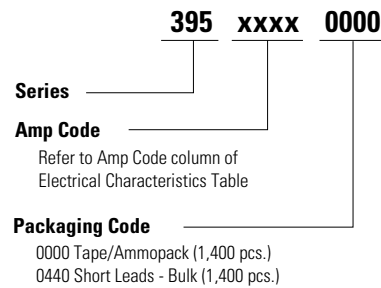 395 xxxx 0000
Series
Amp Code
Refer to Amp Code column of
Electrical Characteristics Table
Packaging Code
0000 Tape/Ammopack (1,400 pcs.)
0440 Short Leads - Bulk (1,400 pcs.)